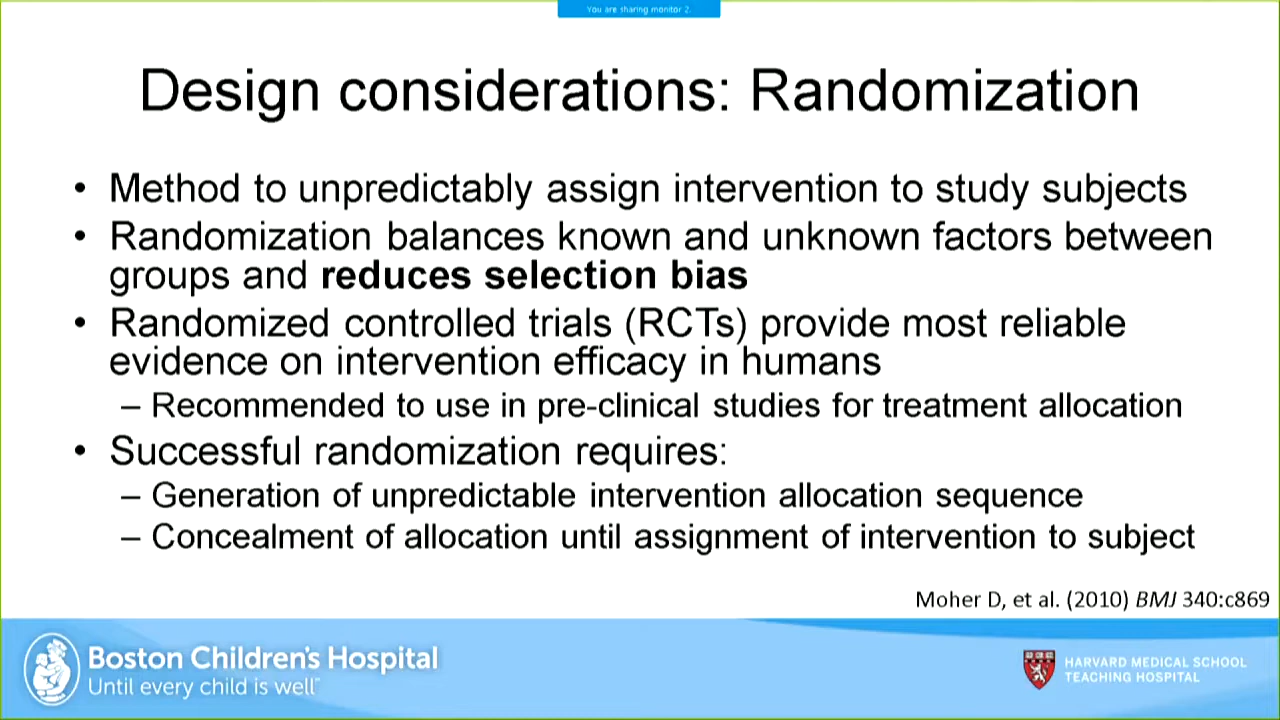 You are sharing monitor 2.
Design considerations: Randomization
• Method to unpredictably assign intervention to study subjects
• Randomization balances known and unknown factors between
groups and reduces selection bias
• Randomized controlled trials (RCTs) provide most reliable
evidence on intervention efficacy in humans
– Recommended to use in pre-clinical studies for treatment allocation
• Successful randomization requires:
– Generation of unpredictable intervention allocation sequence
– Concealment of allocation until assignment of intervention to subject
Moher D, et al. (2010) BMJ 340:c869
Boston Children's Hospital
Until every child is well™
HARVARD MEDICAL SCHOOL
TEACHING HOSPITAL